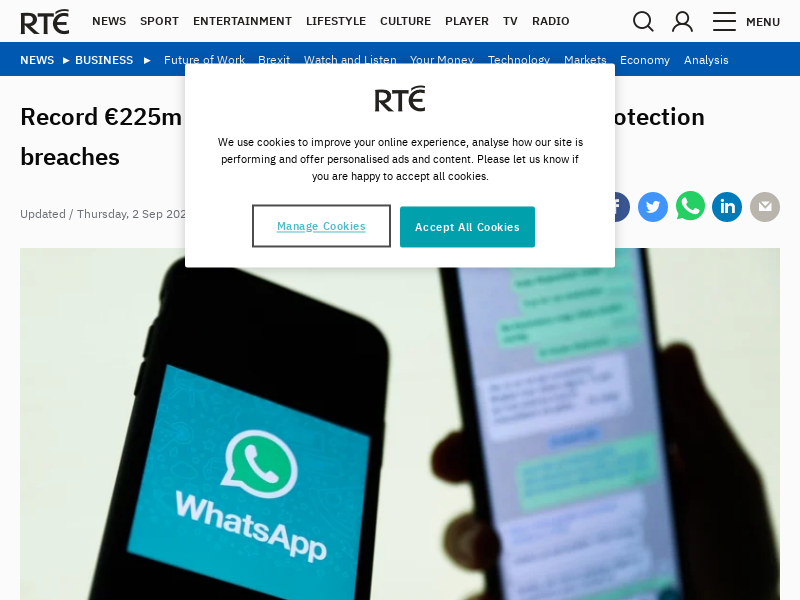 RTÉ NEWS SPORT ENTERTAINMENT LIFESTYLE CULTURE PLAYER TV RADIO MENU
NEWS ▶ BUSINESS ▶ Future of Work Brexit Watch and Listen Your Money Technology Markets Economy Analysis
RTÉ
We use cookies to improve your online experience, analyse how our site is
performing and offer personalised ads and content. Please let us know if
you are happy to accept all cookies.
Manage Cookies Accept All Cookies
Record €225m
breaches
Updated / Thursday, 2 Sep
WhatsApp